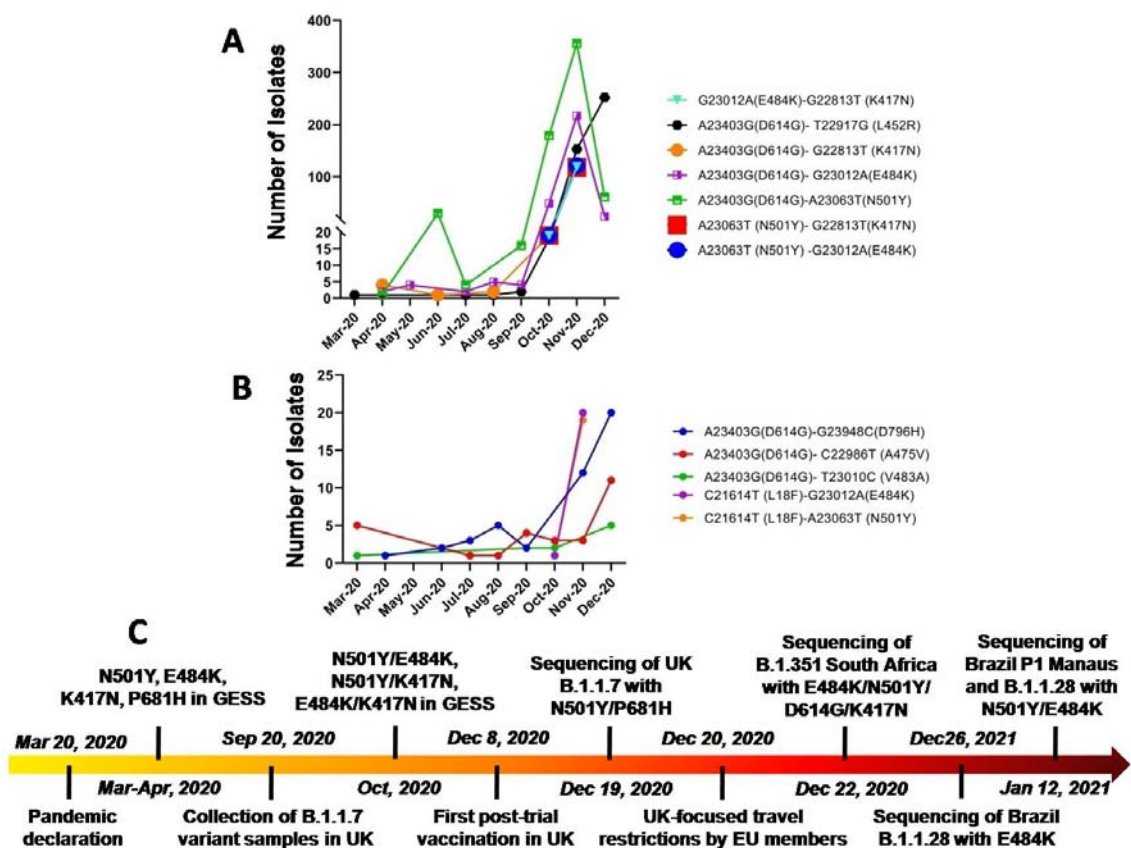 A
Number of Isolates
400
300
200
100
20
15
10
5
0
Mar-20
Apr-20
May-20
Jun-20
Jul-20
Aug-20
Sep-20
Oct-20
Nov-20
Dec-20
G23012A(E484K)-G22813T (K417N)
A23403G(D614G)- T22917G (L452R)
A23403G(D614G)- G22813T (K417N)
A23403G(D614G)- G23012A(E484K)
A23403G(D614G)-A23063T(N501Y)
A23063T (N501Y)- G22813T(K417N)
A23063T (N501Y) -G23012A(E484K)
B
Number of Isolates
25
20
15
10
5
0
Mar-20
Apr-20
May-20
Jun-20
Jul-20
Aug-20
Sep-20
Oct-20
Nov-20
Dec-20
A23403G(D614G)-G23948C(D796H)
A23403G(D614G)- C22986T (A475V)
A23403G(D614G)- T23010C (V483A)
C21614T (L18F)-G23012A(E484K)
C21614T (L18F)-A23063T (N501Y)
C
N501Y, E484K,
K417N, P681H in GESS
N501Y/E484K,
N501Y/K417N,
E484K/K417N in GESS
Sequencing of UK
B.1.1.7 with
N501Y/P681H
Sequencing of
B.1.351 South Africa
with E484K/N501Y/
D614G/K417N
Sequencing of
Brazil P1 Manaus
and B.1.1.28 with
N501Y/E484K
Mar 20, 2020
Sep 20, 2020
Dec 8, 2020
Dec 20, 2020
Dec26, 2021
Mar-Apr, 2020
Oct, 2020
Dec 19, 2020
Dec 22, 2020
Jan 12, 2021
Pandemic
declaration
Collection of B.1.1.7
variant samples in UK
First post-trial
vaccination in UK
UK-focused travel
restrictions by EU members
Sequencing of Brazil
B.1.1.28 with E484K